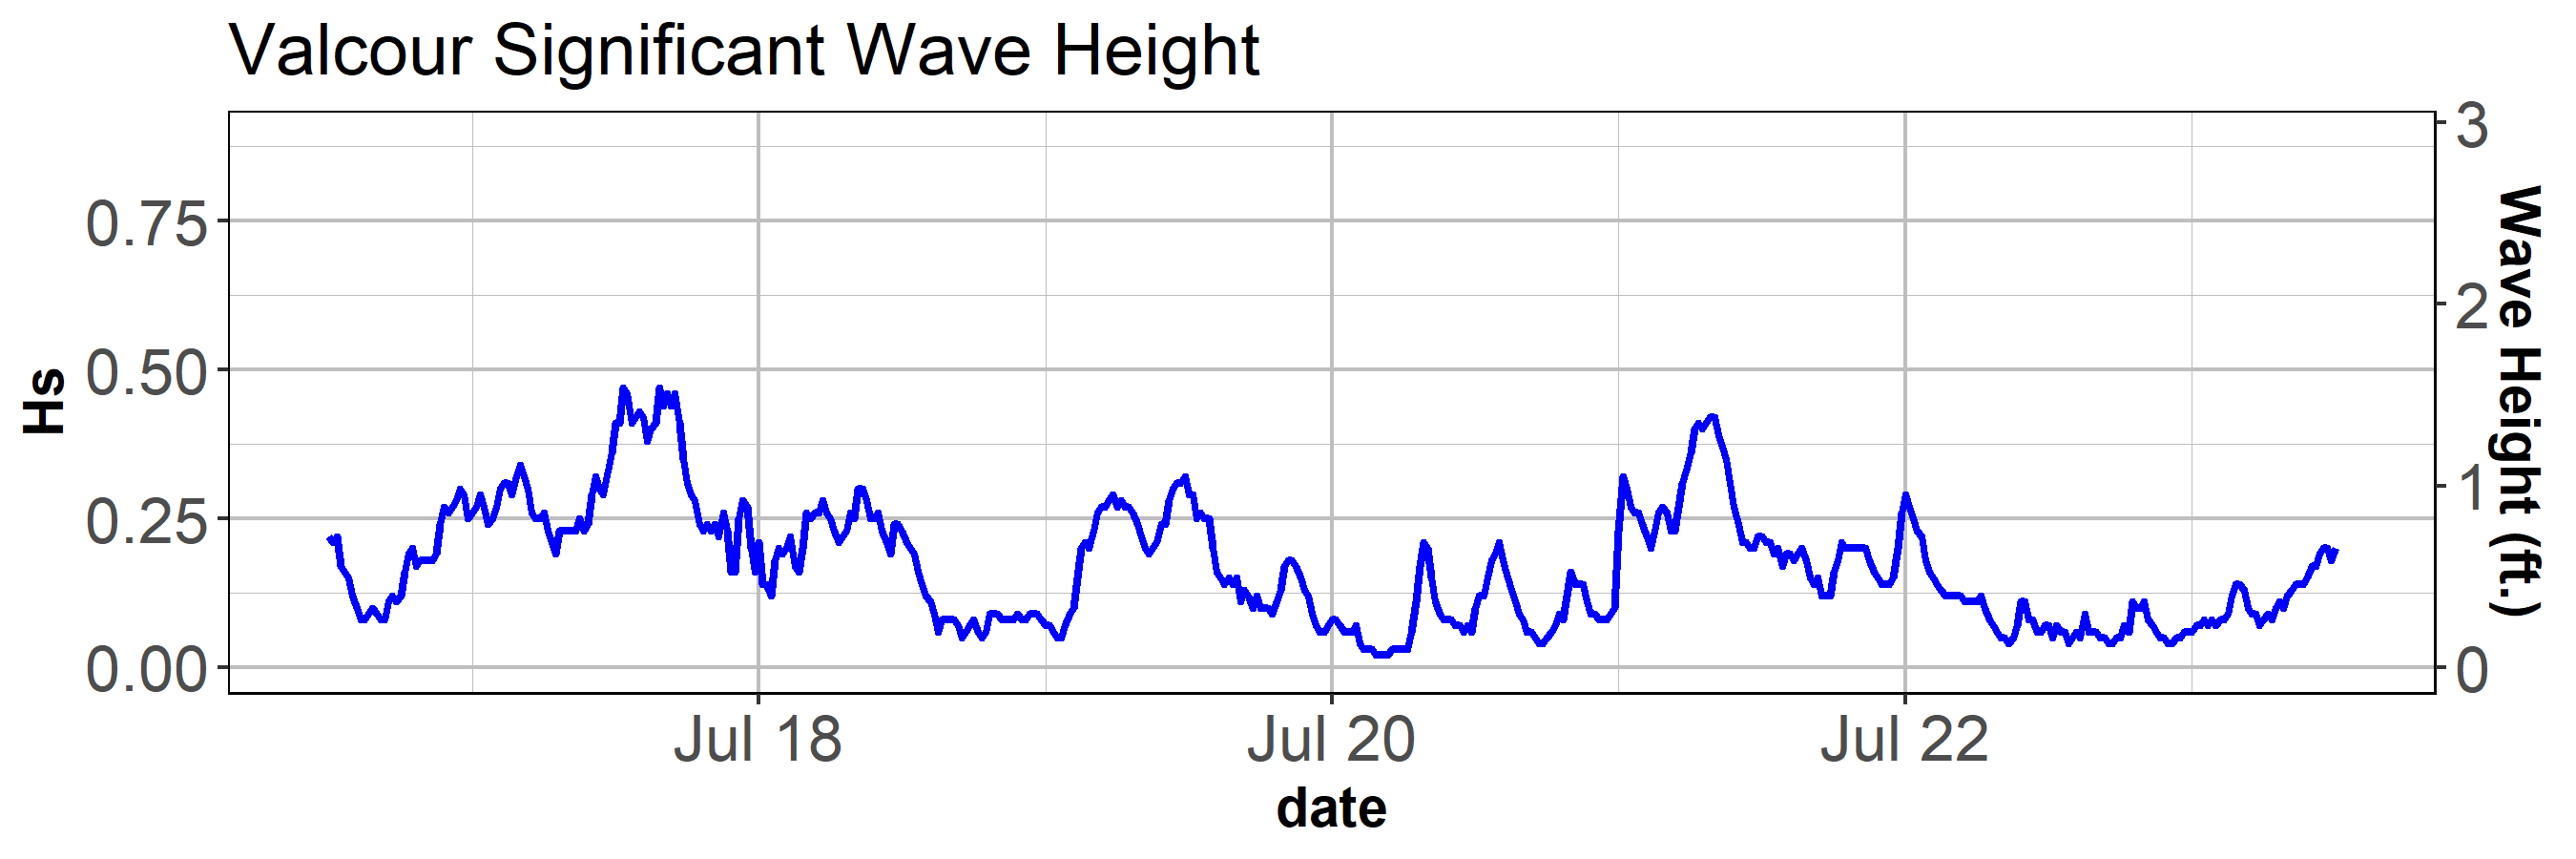 Valcour Significant Wave Height
Hs
0.75
0.50
0.25
0.00
3
2
1
0
Wave Height (ft.)
Jul 18
Jul 20
Jul 22
date